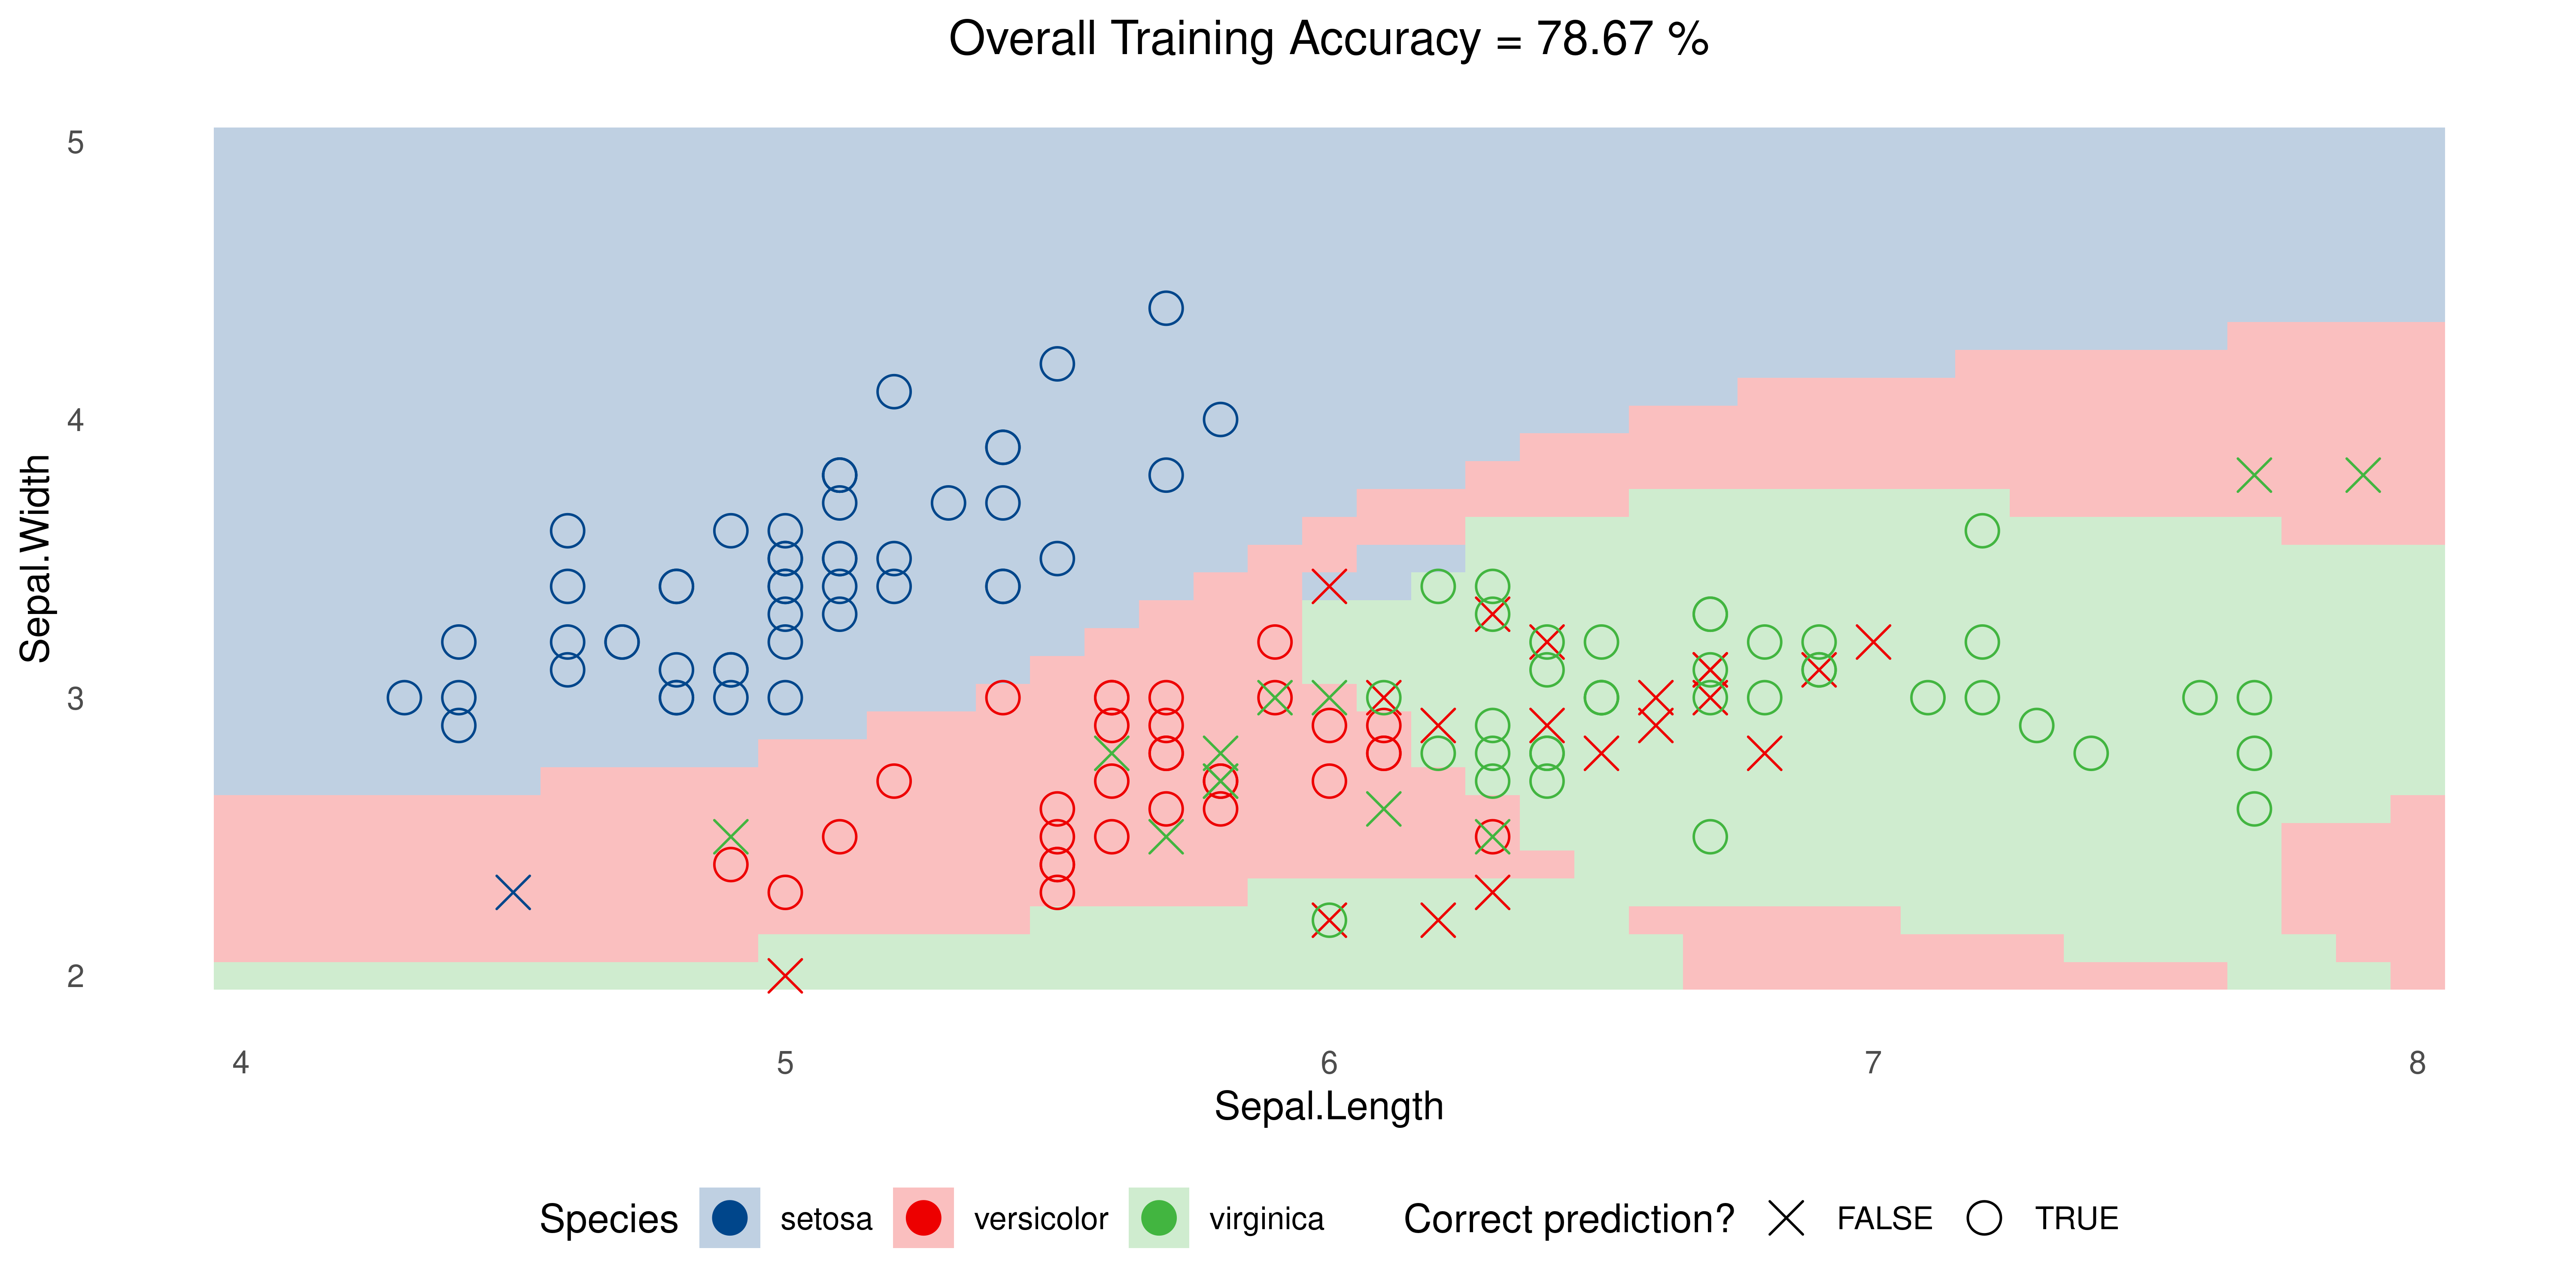 Overall Training Accuracy = 78.67 %
5
4
3
2
Sepal.Width
4 5 6 7 8
Sepal.Length
Species setosa versicolor virginica Correct prediction? FALSE TRUE